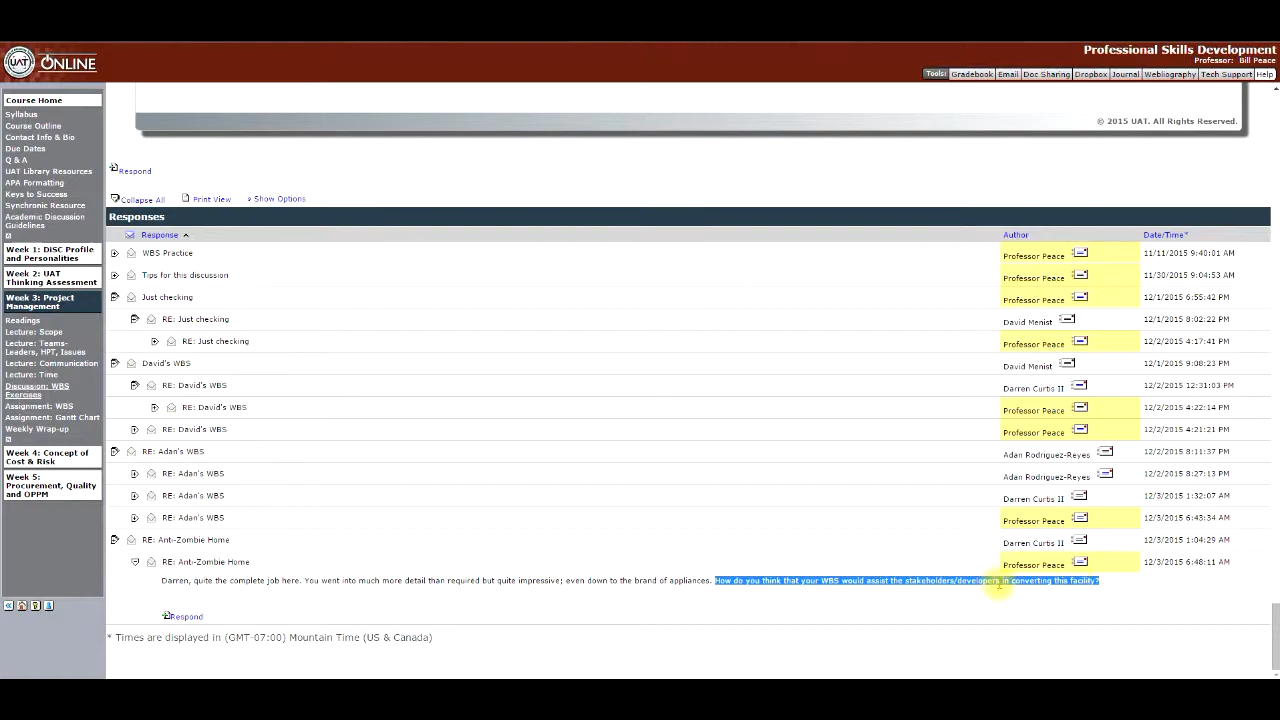 UAT ONLINE
Professional Skills Development
Professor: Bill Peace
Tools: Gradebook Email Doc Sharing Dropbox Journal Webliography Tech Support Help
Course Home
Syllabus
Course Outline
Contact Info & Bio
Due Dates
Q & A
UAT Library Resources
APA Formatting
Keys to Success
Synchronic Resource
Academic Discussion
Guidelines
Week 1: DiSC Profile
and Personalities
Week 2: UAT
Thinking Assessment
Week 3: Project
Management
Readings
Lecture: Scope
Lecture: Teams-
Leaders, HPT, Issues
Lecture: Communication
Lecture: Time
Discussion: WBS
Exercises
Assignment: WBS
Assignment: Gantt Chart
Weekly Wrap-up
Week 4: Concept of
Cost & Risk
Week 5:
Procurement, Quality
and OPPM
© 2015 UAT. All Rights Reserved.
Respond
Collapse All Print View Show Options
Responses
Response Author Date/Time*
WBS Practice Professor Peace 11/11/2015 9:40:01 AM
Tips for this discussion Professor Peace 11/30/2015 9:04:53 AM
Just checking Professor Peace 12/1/2015 6:55:42 PM
RE: Just checking David Menist 12/1/2015 8:02:22 PM
RE: Just checking Professor Peace 12/2/2015 4:17:41 PM
David's WBS David Menist 12/1/2015 9:08:23 PM
RE: David's WBS Darren Curtis II 12/2/2015 12:31:03 PM
RE: David's WBS Professor Peace 12/2/2015 4:22:14 PM
RE: David's WBS Professor Peace 12/2/2015 4:21:21 PM
RE: Adan's WBS Adan Rodriguez-Reyes 12/2/2015 8:11:37 PM
RE: Adan's WBS Adan Rodriguez-Reyes 12/2/2015 8:27:13 PM
RE: Adan's WBS Darren Curtis II 12/3/2015 1:32:07 AM
RE: Adan's WBS Professor Peace 12/3/2015 6:43:34 AM
RE: Anti-Zombie Home Darren Curtis II 12/3/2015 1:04:29 AM
RE: Anti-Zombie Home Professor Peace 12/3/2015 6:48:11 AM
Darren, quite the complete job here. You went into much more detail than required but quite impressive; even down to the brand of appliances. How do you think that your WBS would assist the stakeholders/developers in converting this facility?
Respond
* Times are displayed in (GMT-07:00) Mountain Time (US & Canada)